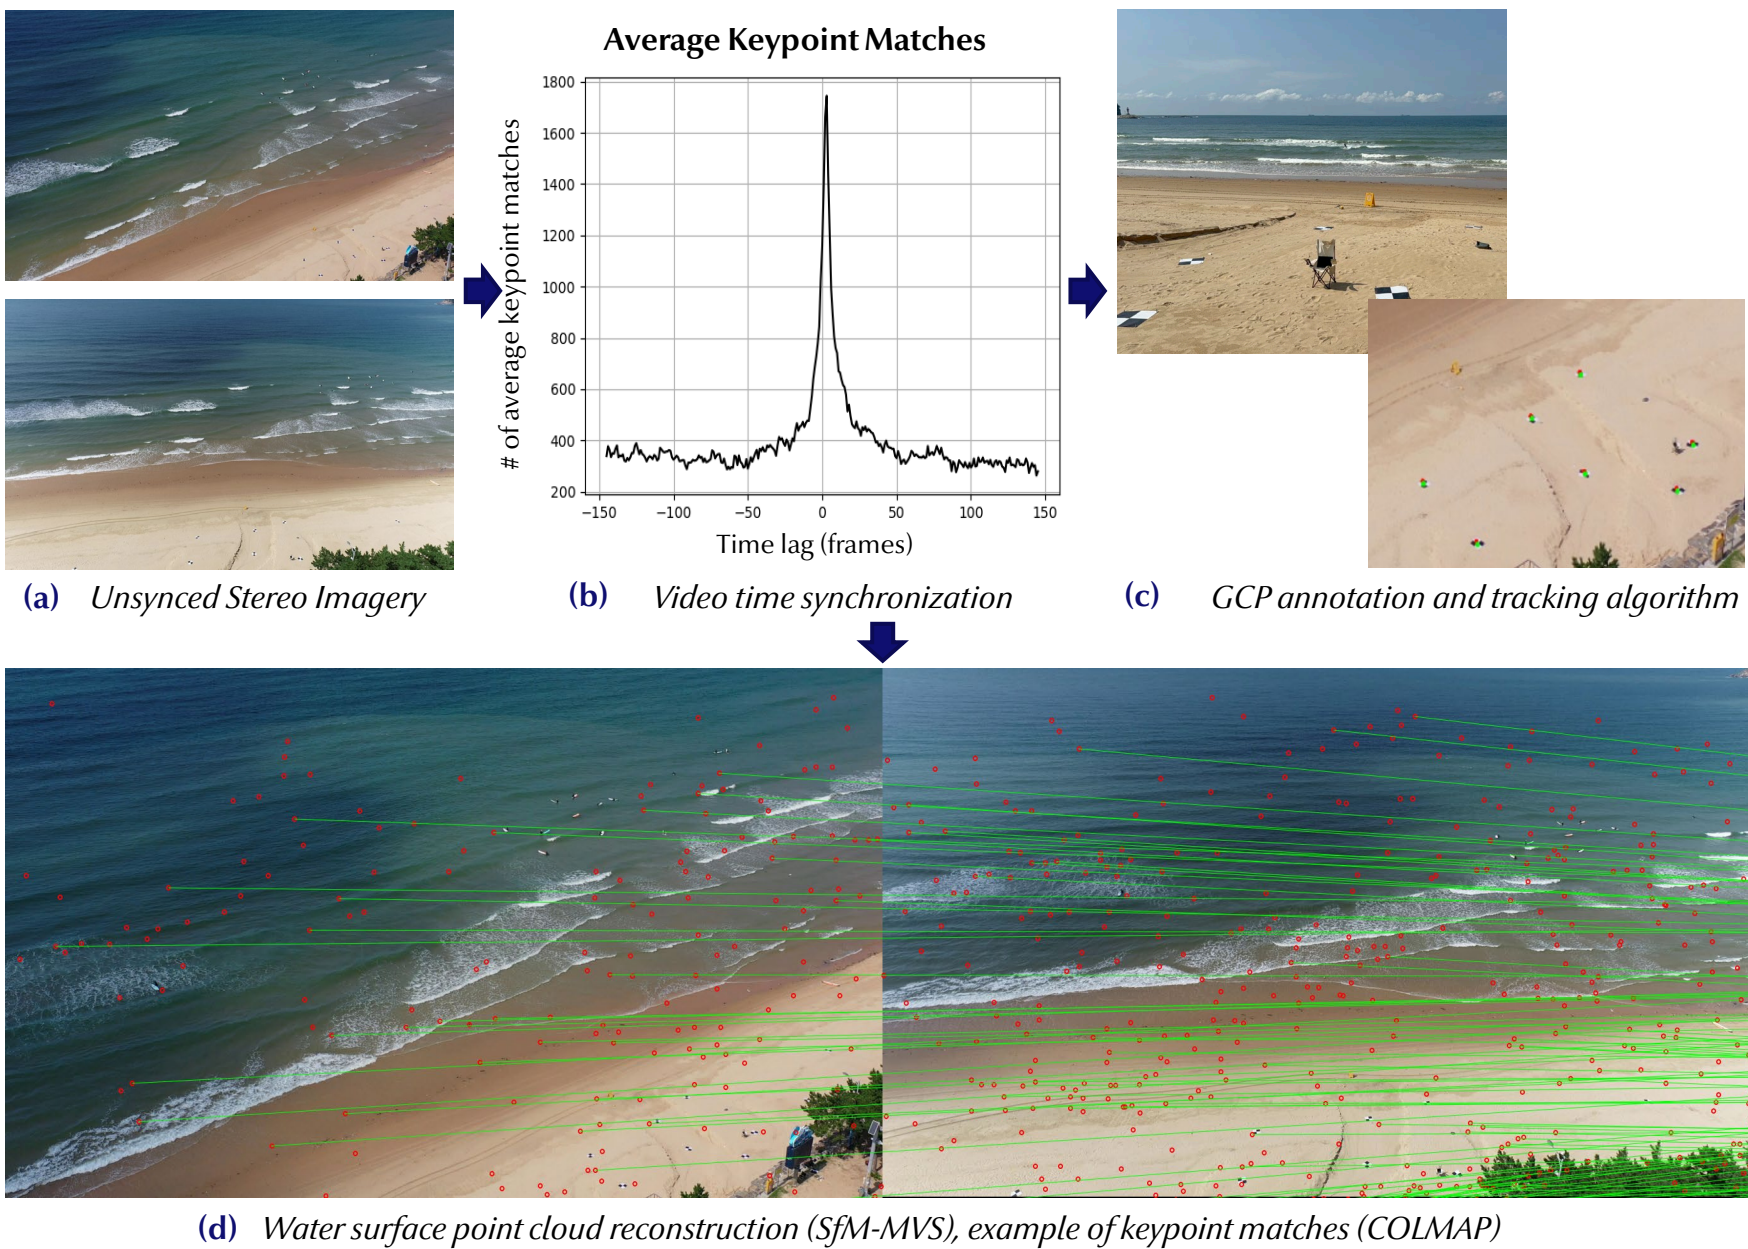 Average Keypoint Matches
# of average keypoint matches
1800
1600
1400
1200
1000
800
600
400
200
−150 −100 −50 0 50 100 150
Time lag (frames)
(a) Unsynced Stereo Imagery
(b) Video time synchronization
(c) GCP annotation and tracking algorithm
(d) Water surface point cloud reconstruction (SfM-MVS), example of keypoint matches (COLMAP)